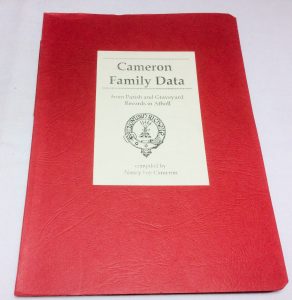 Cameron
Family Data
from Parish and Graveyard
Records in Atholl
compiled by
Nancy Cameron